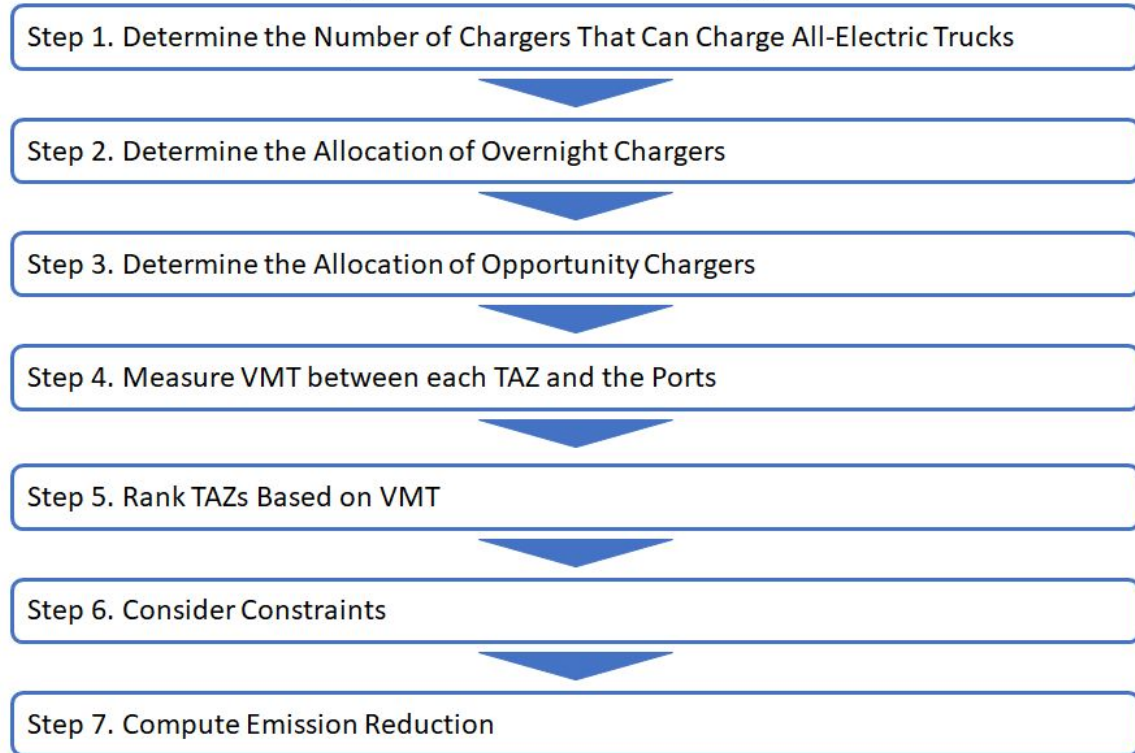 Step 1. Determine the Number of Chargers That Can Charge All-Electric Trucks
Step 2. Determine the Allocation of Overnight Chargers
Step 3. Determine the Allocation of Opportunity Chargers
Step 4. Measure VMT between each TAZ and the Ports
Step 5. Rank TAZs Based on VMT
Step 6. Consider Constraints
Step 7. Compute Emission Reduction